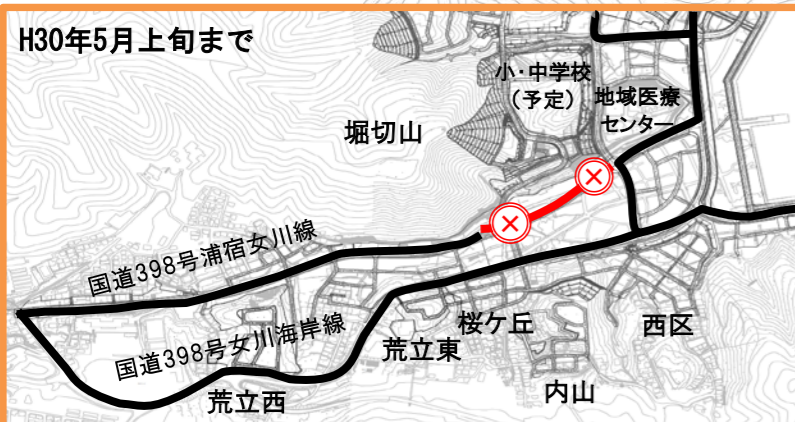 H30年5月上旬まで
小・中学校
（予定）
地域医療
センター
堀切山
国道398号浦宿女川線
国道398号女川海岸線
桜ケ丘
西区
荒立東
内山
荒立西